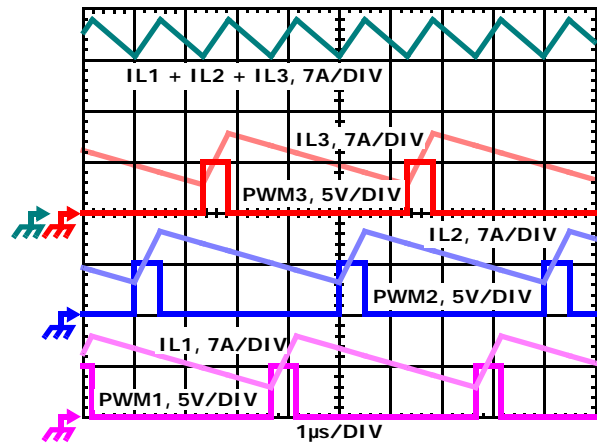 IL1 + IL2 + IL3, 7A/DIV
IL3, 7A/DIV
PWM3, 5V/DIV
IL2, 7A/DIV
PWM2, 5V/DIV
IL1, 7A/DIV
PWM1, 5V/DIV
1µs/DIV